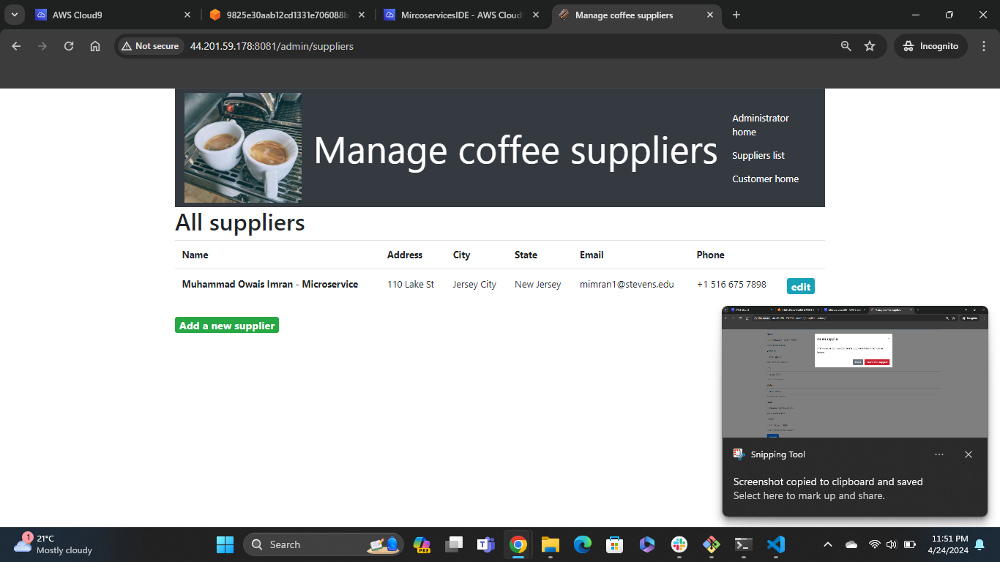 AWS Cloud9
9825e30aab12cd1331e706088b
MircoservicesIDE - AWS Cloud9
Manage coffee suppliers
Not secure
44.201.59.178:8081/admin/suppliers
Incognito
Manage coffee suppliers
Administrator
home
Suppliers list
Customer home
All suppliers
Name Address City State Email Phone
Muhammad Owais Imran - Microservice 110 Lake St Jersey City New Jersey mimran1@stevens.edu +1 516 675 7898 edit
Add a new supplier
Delete supplier
Snipping Tool
Screenshot copied to clipboard and saved
Select here to mark up and share.
1
21°C
Mostly cloudy
Search
PRE
11:51 PM
4/24/2024